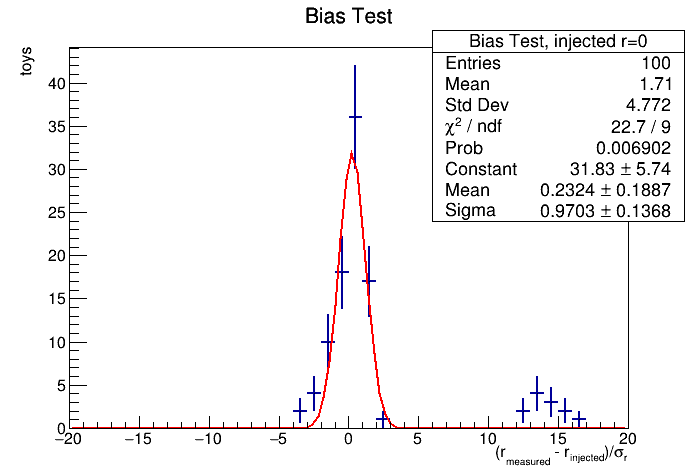 Bias Test
toys
Bias Test, injected r=0
Entries 100
Mean 1.71
Std Dev 4.772
χ² / ndf 22.7 / 9
Prob 0.006902
Constant 31.83 ± 5.74
Mean 0.2324 ± 0.1887
Sigma 0.9703 ± 0.1368
40
35
30
25
20
15
10
5
0
−20 −15 −10 −5 0 5 10 15 20
(r_measured - r_injected)/σ_r